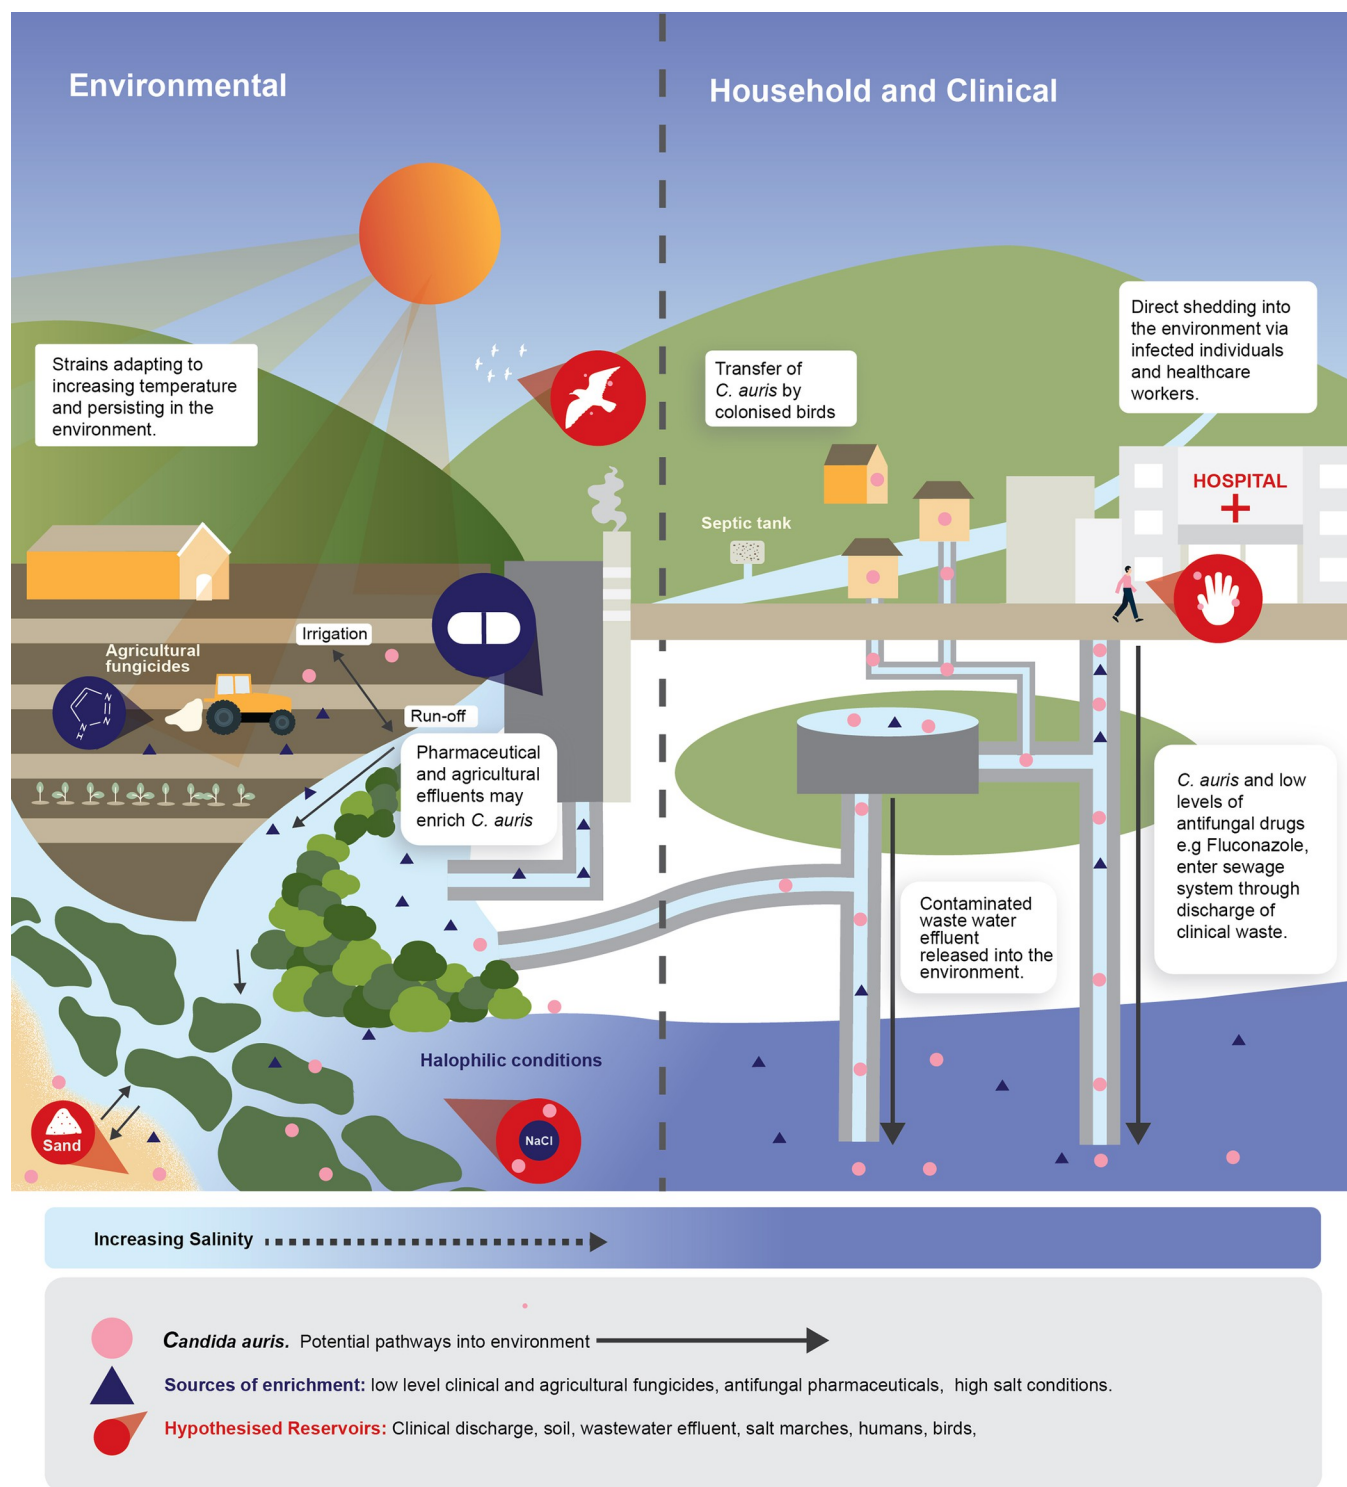 Environmental
Household and Clinical
Strains adapting to
increasing temperature
and persisting in the
environment.
Transfer of
C. auris by
colonised birds
Direct shedding into
the environment via
infected individuals
and healthcare
workers.
HOSPITAL
Septic tank
Irrigation
Agricultural
fungicides
N
N
N
H
Run-off
Pharmaceutical
and agricultural
effluents may
enrich C. auris
C. auris and low
levels of
antifungal drugs
e.g Fluconazole,
enter sewage
system through
discharge of
clinical waste.
Contaminated
waste water
effluent
released into the
environment.
Halophilic conditions
NaCl
Sand
Increasing Salinity
Candida auris. Potential pathways into environment
Sources of enrichment: low level clinical and agricultural fungicides, antifungal pharmaceuticals, high salt conditions.
Hypothesised Reservoirs: Clinical discharge, soil, wastewater effluent, salt marches, humans, birds,